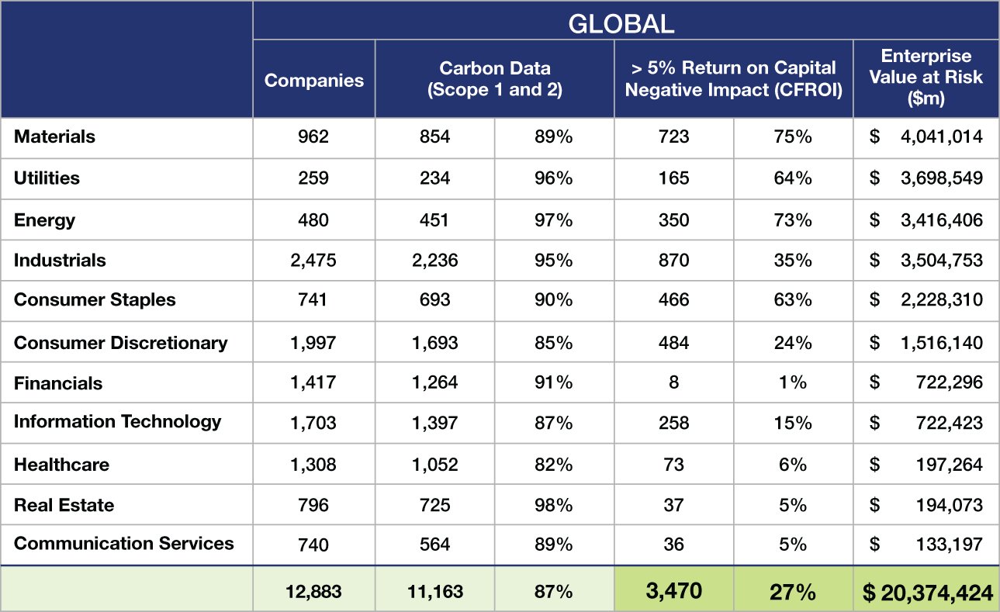 GLOBAL
Companies
Carbon Data
(Scope 1 and 2)
> 5% Return on Capital
Negative Impact (CFROI)
Enterprise
Value at Risk
($m)
Materials 962 854 89% 723 75% $ 4,041,014
Utilities 259 234 96% 165 64% $ 3,698,549
Energy 480 451 97% 350 73% $ 3,416,406
Industrials 2,475 2,236 95% 870 35% $ 3,504,753
Consumer Staples 741 693 90% 466 63% $ 2,228,310
Consumer Discretionary 1,997 1,693 85% 484 24% $ 1,516,140
Financials 1,417 1,264 91% 8 1% $ 722,296
Information Technology 1,703 1,397 87% 258 15% $ 722,423
Healthcare 1,308 1,052 82% 73 6% $ 197,264
Real Estate 796 725 98% 37 5% $ 194,073
Communication Services 740 564 89% 36 5% $ 133,197
12,883 11,163 87% 3,470 27% $ 20,374,424